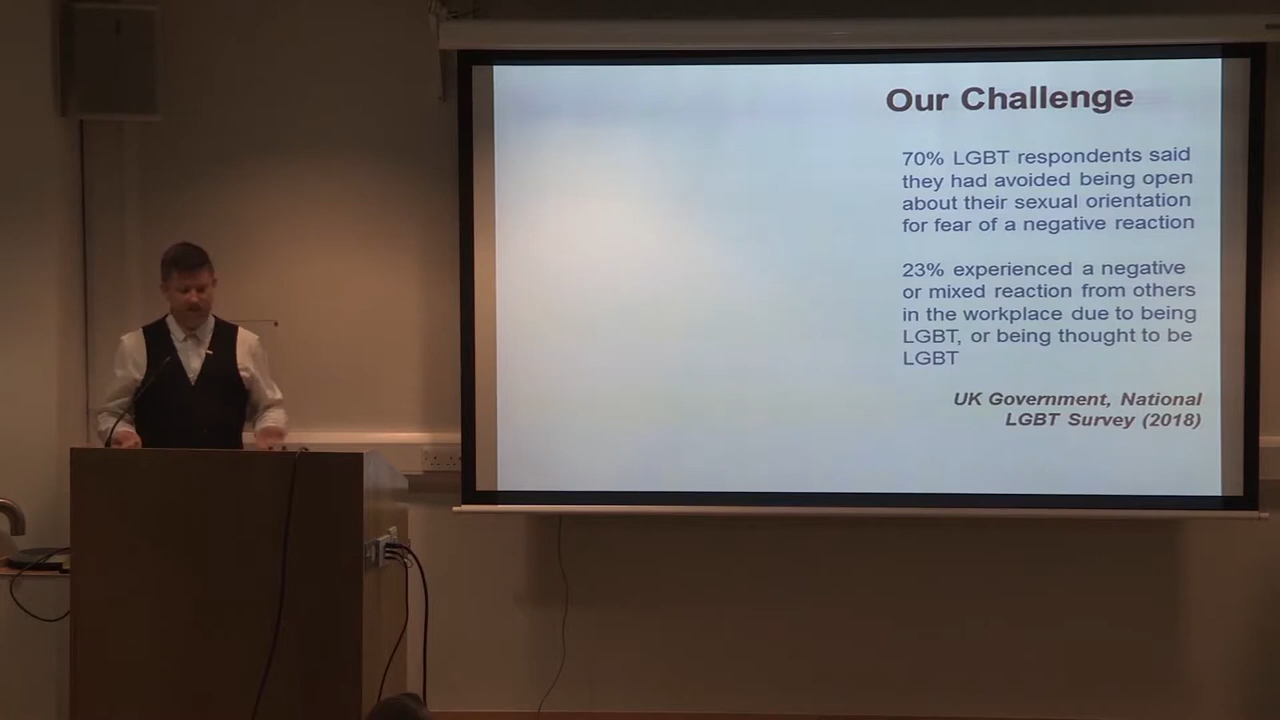 Our Challenge
70% LGBT respondents said
they had avoided being open
about their sexual orientation
for fear of a negative reaction
23% experienced a negative
or mixed reaction from others
in the workplace due to being
LGBT, or being thought to be
LGBT
UK Government, National
LGBT Survey (2018)